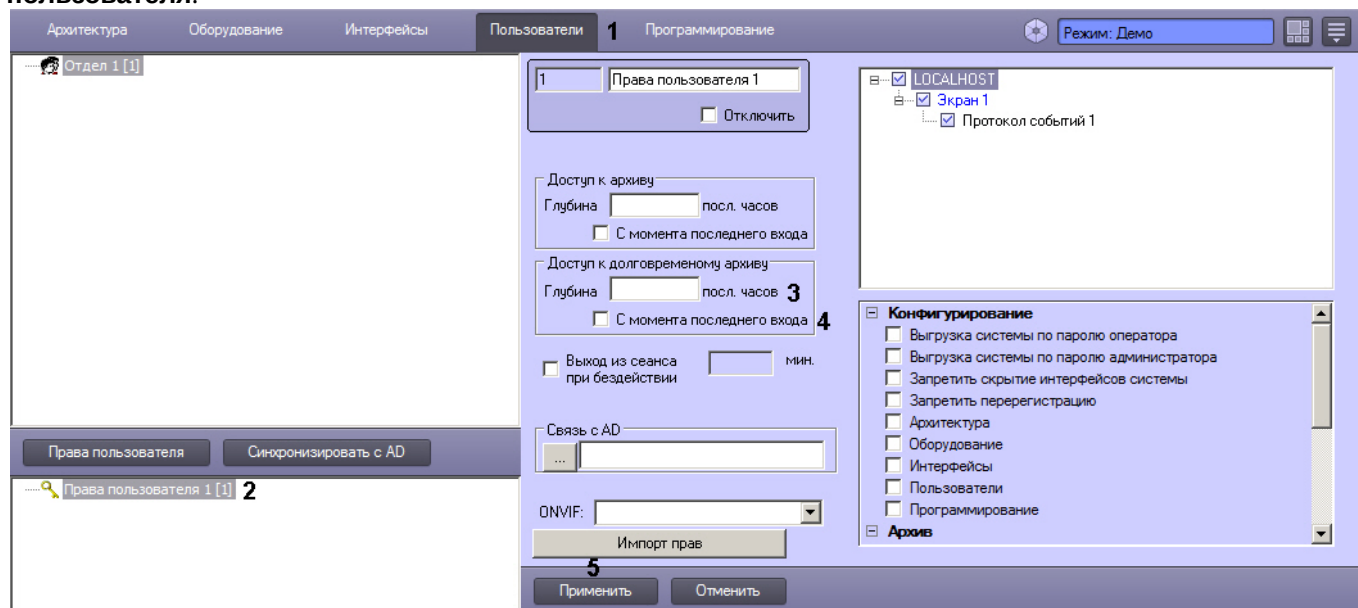 пользователя.
Архитектура Оборудование Интерфейсы Пользователи 1 Программирование Режим: Демо
Отдел 1 [1]
1 Права пользователя 1
Отключить
LOCALHOST
Экран 1
Протокол событий 1
Доступ к архиву
Глубина посл. часов
С момента последнего входа
Доступ к долговременому архиву
Глубина посл. часов 3
С момента последнего входа 4
Выход из сеанса мин.
при бездействии
Конфигурирование
Выгрузка системы по паролю оператора
Выгрузка системы по паролю администратора
Запретить скрытие интерфейсов системы
Запретить перерегистрацию
Архитектура
Оборудование
Интерфейсы
Пользователи
Программирование
Архив
Связь с AD
...
Права пользователя Синхронизировать с AD
Права пользователя 1 [1] 2
ONVIF:
Импорт прав
5
Применить Отменить